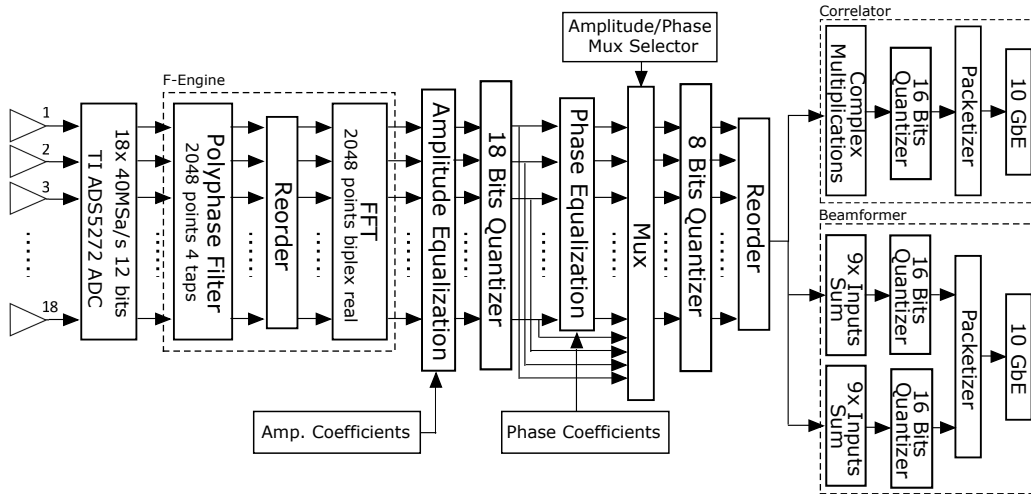 Correlator
Amplitude/Phase
Mux Selector
F-Engine
1
2
3
18
18x 40MSa/s 12 bits
TI ADS5272 ADC
Polyphase Filter
2048 points 4 taps
Reorder
FFT
2048 points biplex real
Amplitude Equalization
18 Bits Quantizer
Phase Equalization
Mux
8 Bits Quantizer
Reorder
Complex
Multiplications
16 Bits
Quantizer
Packetizer
10 GbE
Beamformer
9x Inputs
Sum
16 Bits
Quantizer
9x Inputs
Sum
16 Bits
Quantizer
Packetizer
10 GbE
Amp. Coefficients
Phase Coefficients